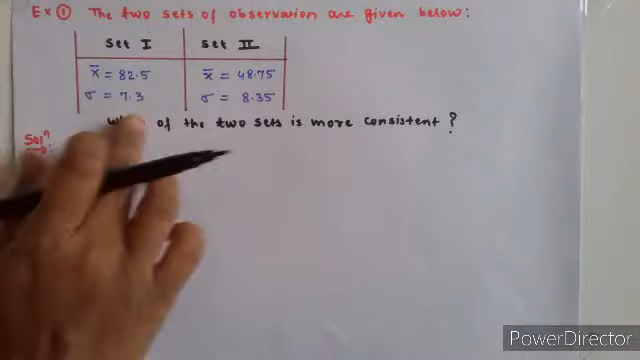 Ex ① The two sets of observation are given below:
Set I Set II
x̄ = 82.5 x̄ = 48.75
σ = 7.3 σ = 8.35
of the two sets is more consistent ?
Solⁿ:
PowerDirector